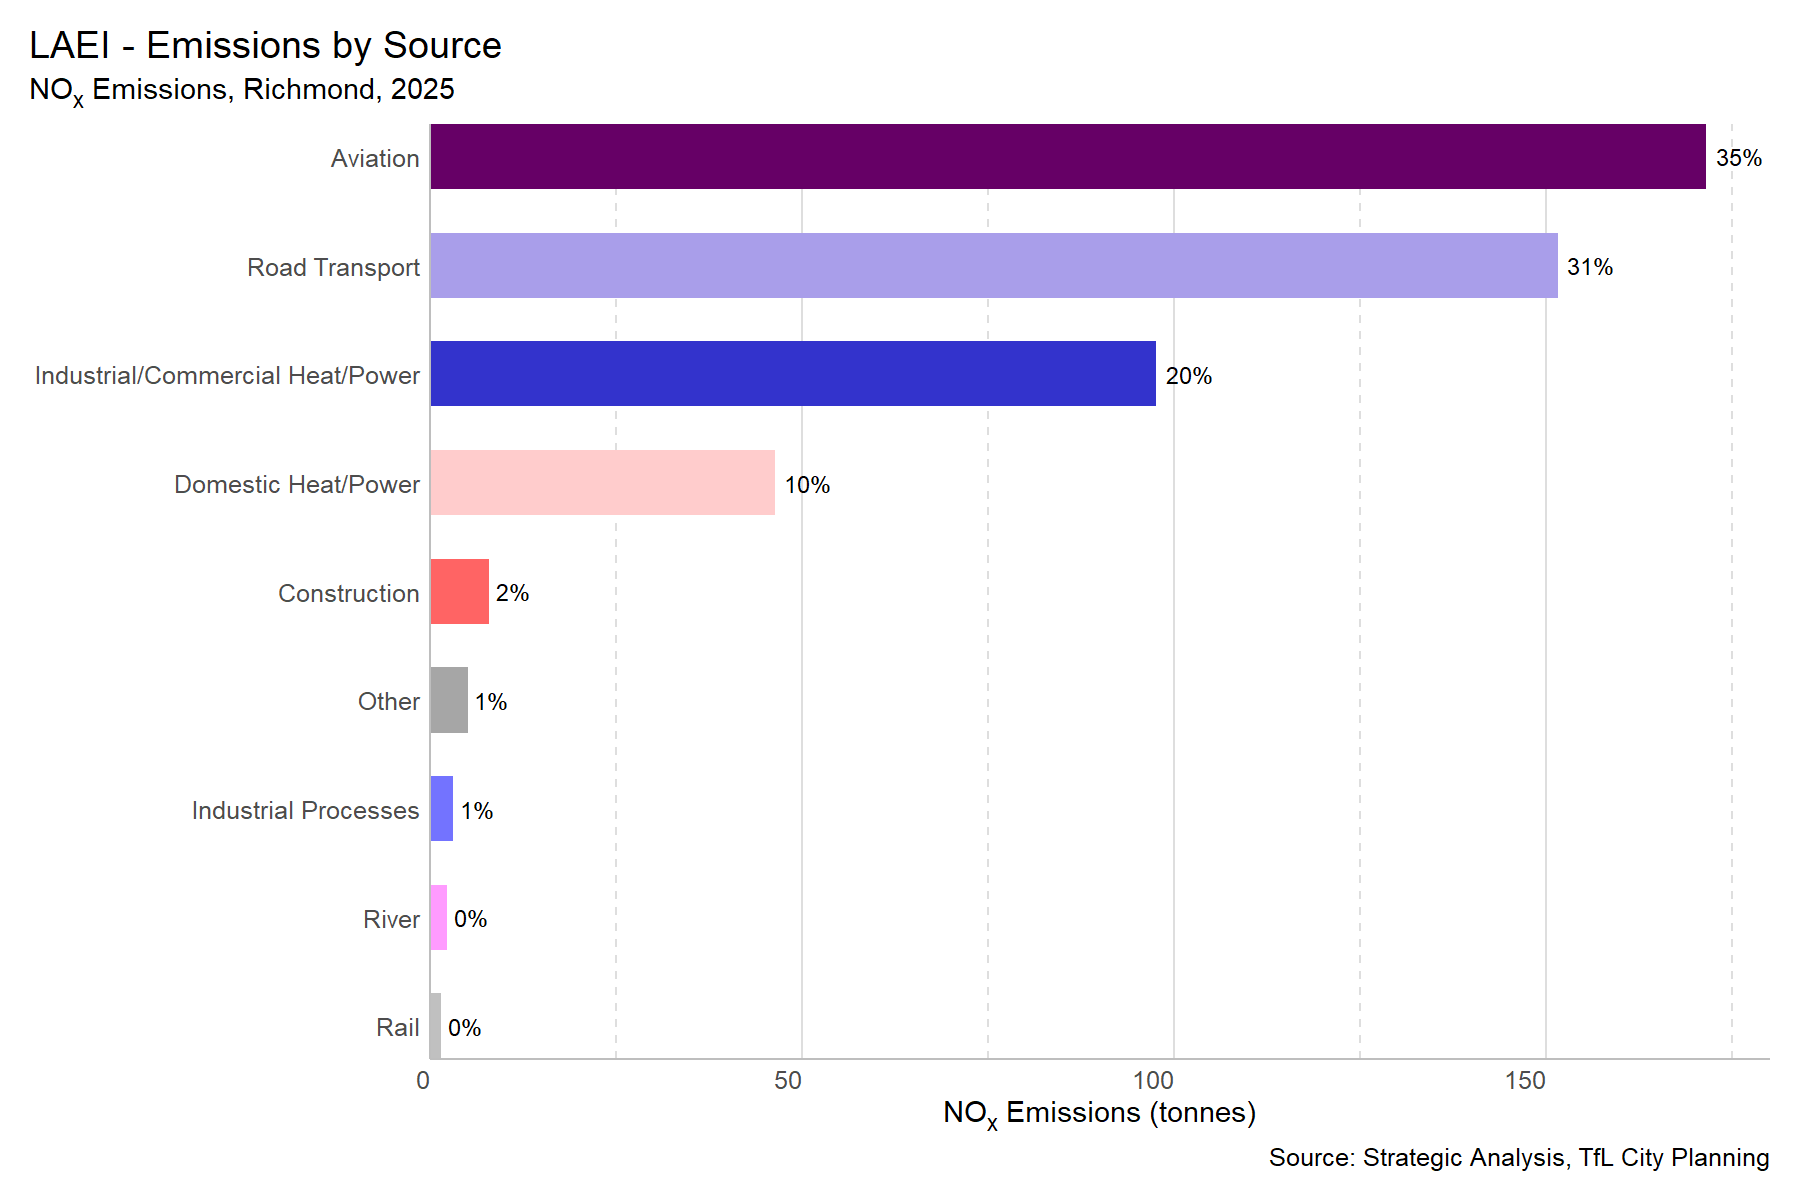 LAEI - Emissions by Source
NOx Emissions, Richmond, 2025
Aviation 35%
Road Transport 31%
Industrial/Commercial Heat/Power 20%
Domestic Heat/Power 10%
Construction 2%
Other 1%
Industrial Processes 1%
River 0%
Rail 0%
0 50 100 150
NOx Emissions (tonnes)
Source: Strategic Analysis, TfL City Planning